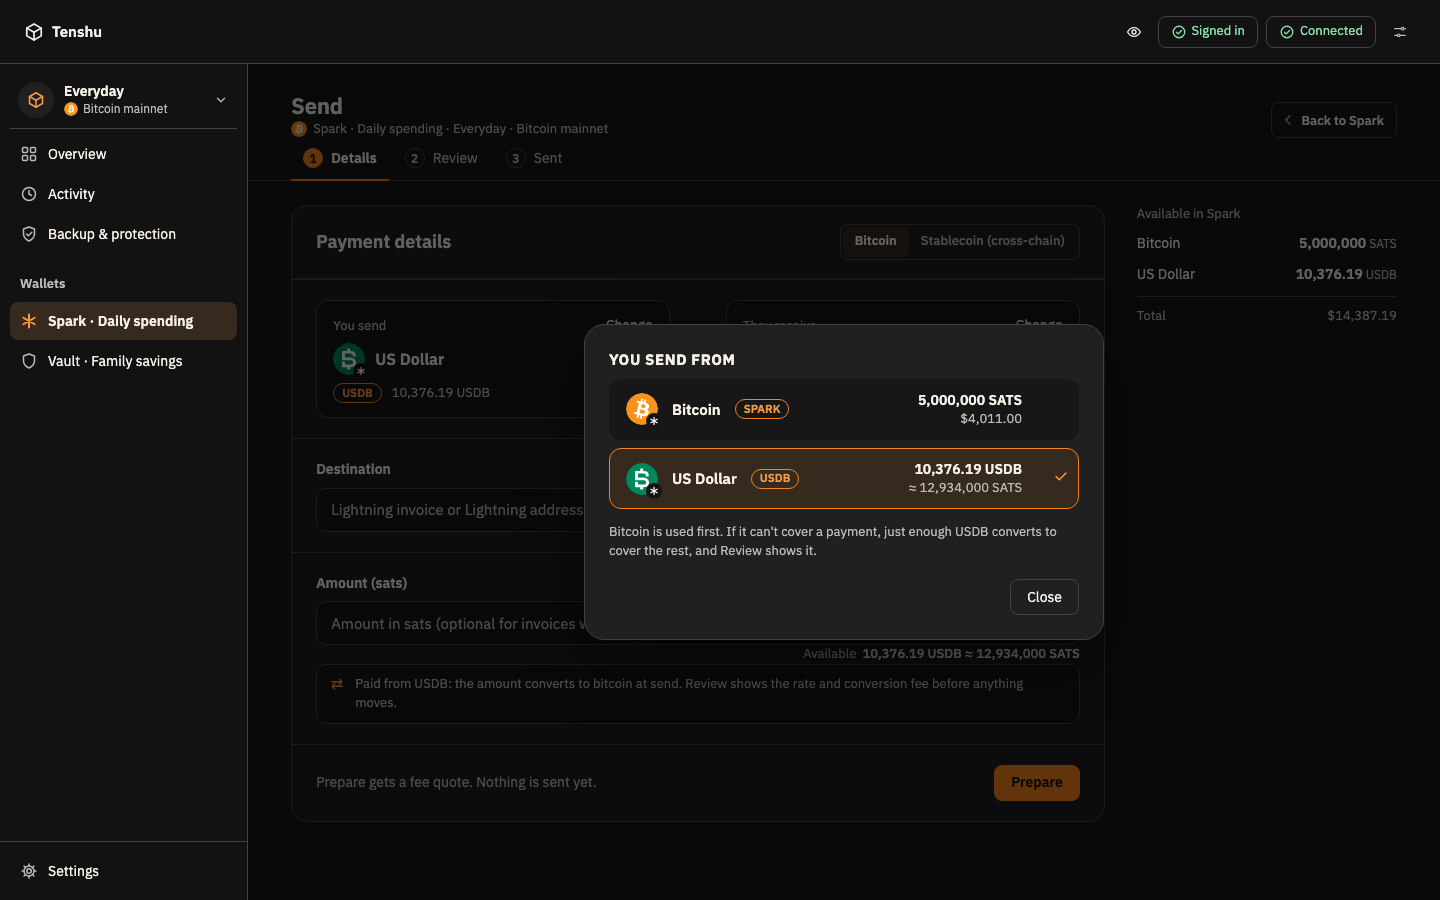 Tenshu
Signed in
Connected
Everyday
Bitcoin mainnet
Overview
Activity
Backup & protection
Wallets
Spark · Daily spending
Vault · Family savings
Settings
Send
Spark · Daily spending · Everyday · Bitcoin mainnet
Back to Spark
1 Details
2 Review
3 Sent
Payment details
Bitcoin
Stablecoin (cross-chain)
You send
US Dollar
USDB 10,376.19 USDB
Destination
Lightning invoice or Lightning address
Amount (sats)
Amount in sats (optional for invoices
Available 10,376.19 USDB ≈ 12,934,000 SATS
Paid from USDB: the amount converts to bitcoin at send. Review shows the rate and conversion fee before anything
moves.
Prepare gets a fee quote. Nothing is sent yet.
Prepare
Available in Spark
Bitcoin 5,000,000 SATS
US Dollar 10,376.19 USDB
Total $14,387.19
YOU SEND FROM
Bitcoin SPARK
5,000,000 SATS
$4,011.00
US Dollar USDB
10,376.19 USDB
≈ 12,934,000 SATS
Bitcoin is used first. If it can't cover a payment, just enough USDB converts to
cover the rest, and Review shows it.
Close